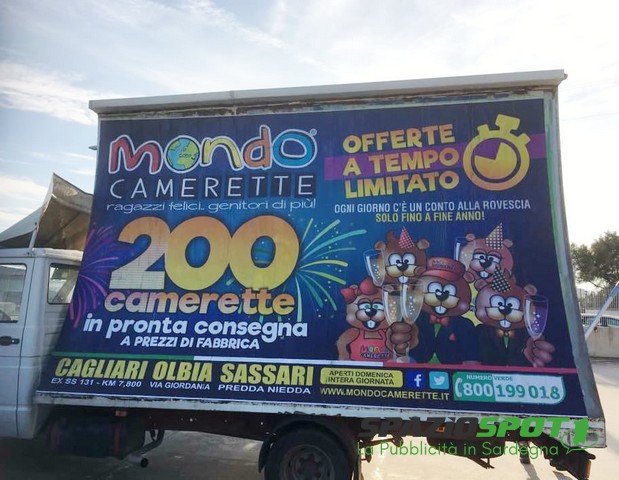 mondo®
CAMERETTE
ragazzi felici, genitori di più!
OFFERTE
A TEMPO
LIMITATO
OGNI GIORNO C'È UN CONTO ALLA ROVESCIA
SOLO FINO A FINE ANNO!
200
camerette
in pronta consegna
A PREZZI DI FABBRICA
MONDO
CAMERETTE
CAGLIARI OLBIA SASSARI
EX SS 131 - KM 7,800 VIA GIORDANIA PREDDA NIEDDA
APERTI DOMENICA
INTERA GIORNATA
WWW.MONDOCAMERETTE.IT
NUMERO VERDE
800 199 018
SPAZIOSPOT
La Pubblicità in Sardegna